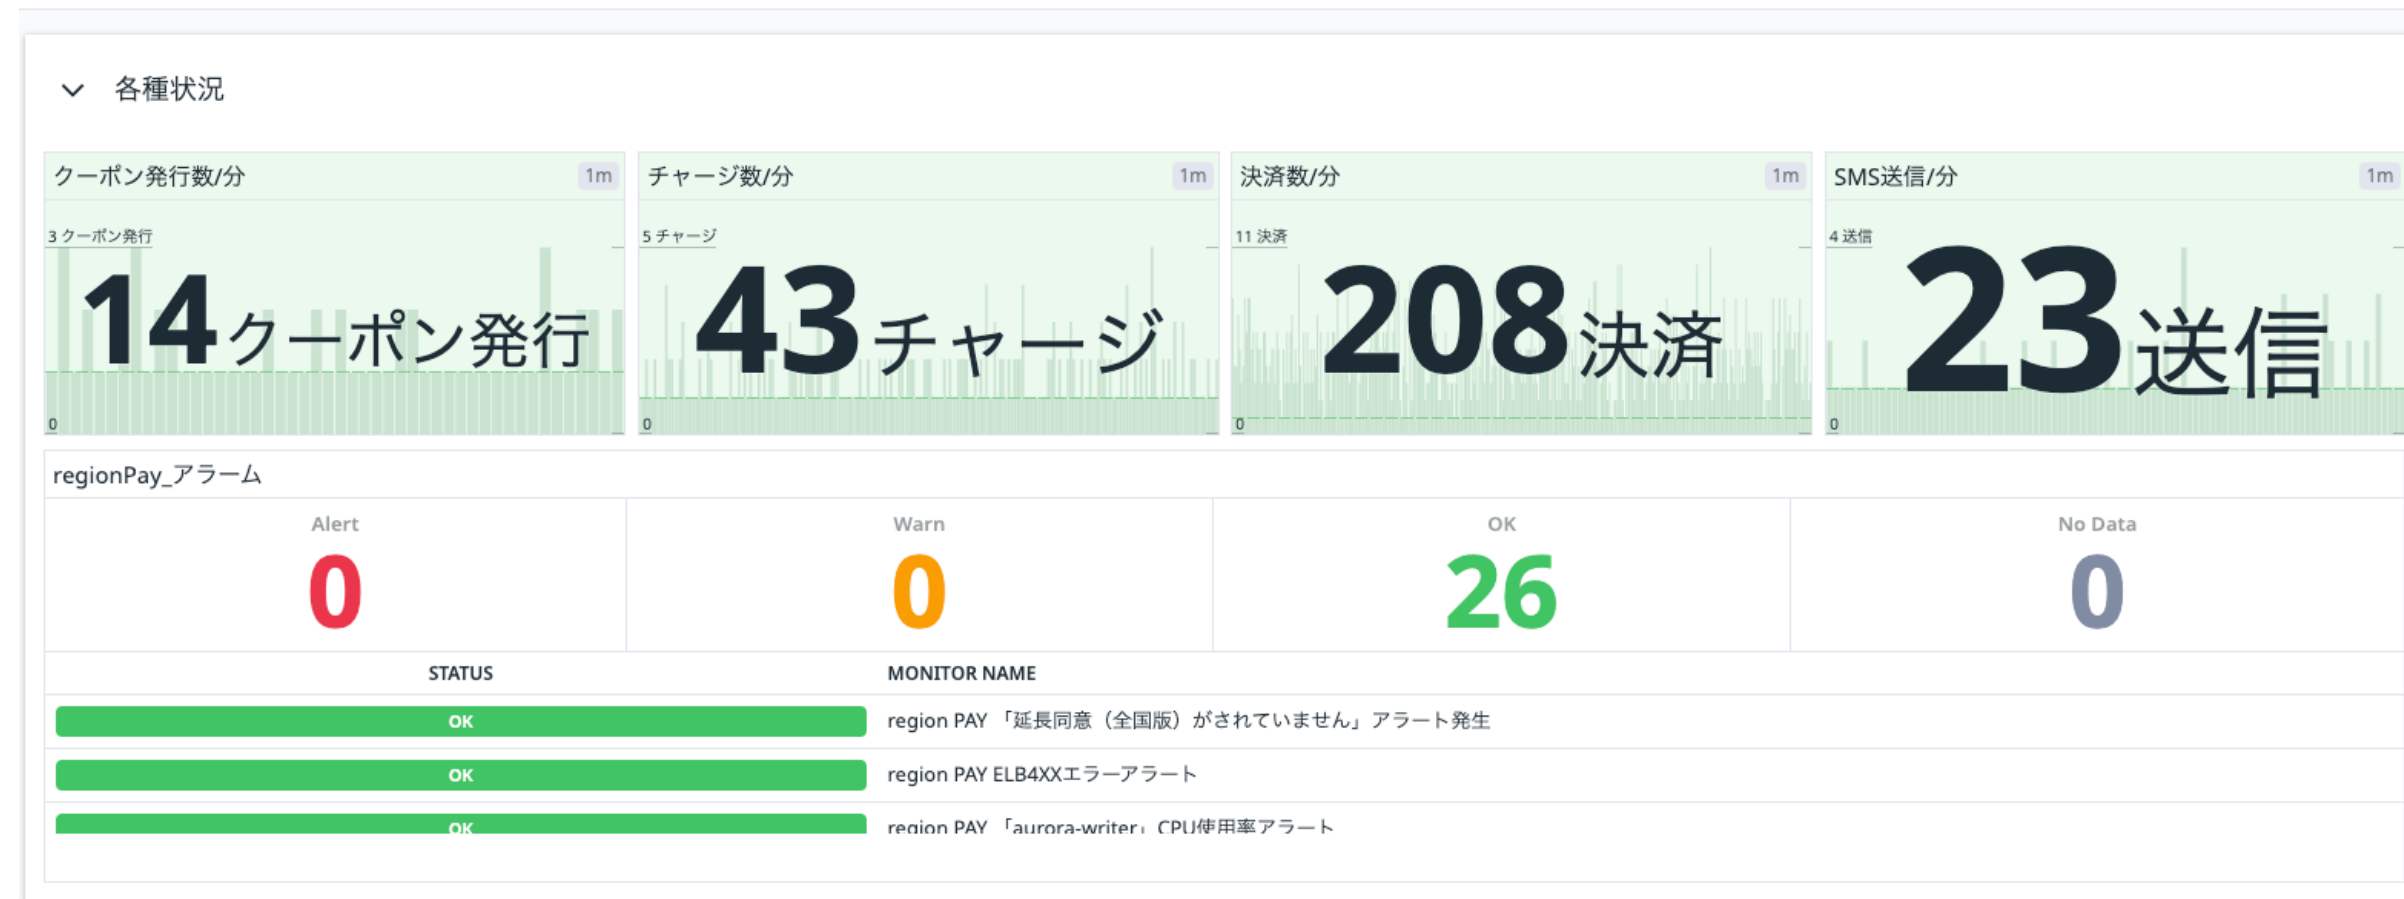 各種状況
クーポン発行数/分 1m
3 クーポン発行
14クーポン発行
0
チャージ数/分 1m
5 チャージ
43チャージ
0
決済数/分 1m
11 決済
208決済
0
SMS送信/分 1m
4 送信
23送信
0
regionPay_アラーム
Alert
0
Warn
0
OK
26
No Data
0
STATUS MONITOR NAME
OK region PAY 「延長同意（全国版）がされていません」アラート発生
OK region PAY ELB4XXエラーアラート
OK region PAY 「aurora-writer」CPU使用率アラート